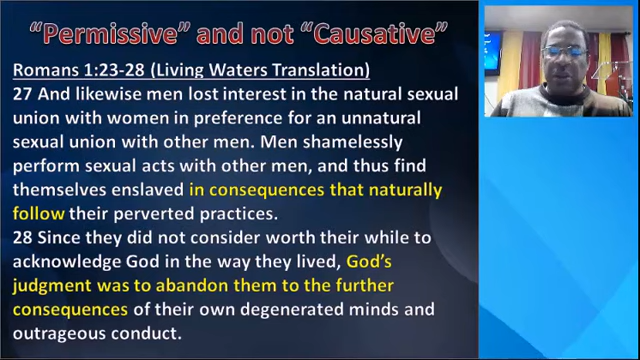 “Permissive” and not “Causative”
Romans 1:23-28 (Living Waters Translation)
27 And likewise men lost interest in the natural sexual
union with women in preference for an unnatural
sexual union with other men. Men shamelessly
perform sexual acts with other men, and thus find
themselves enslaved in consequences that naturally
follow their perverted practices.
28 Since they did not consider worth their while to
acknowledge God in the way they lived, God’s
judgment was to abandon them to the further
consequences of their own degenerated minds and
outrageous conduct.